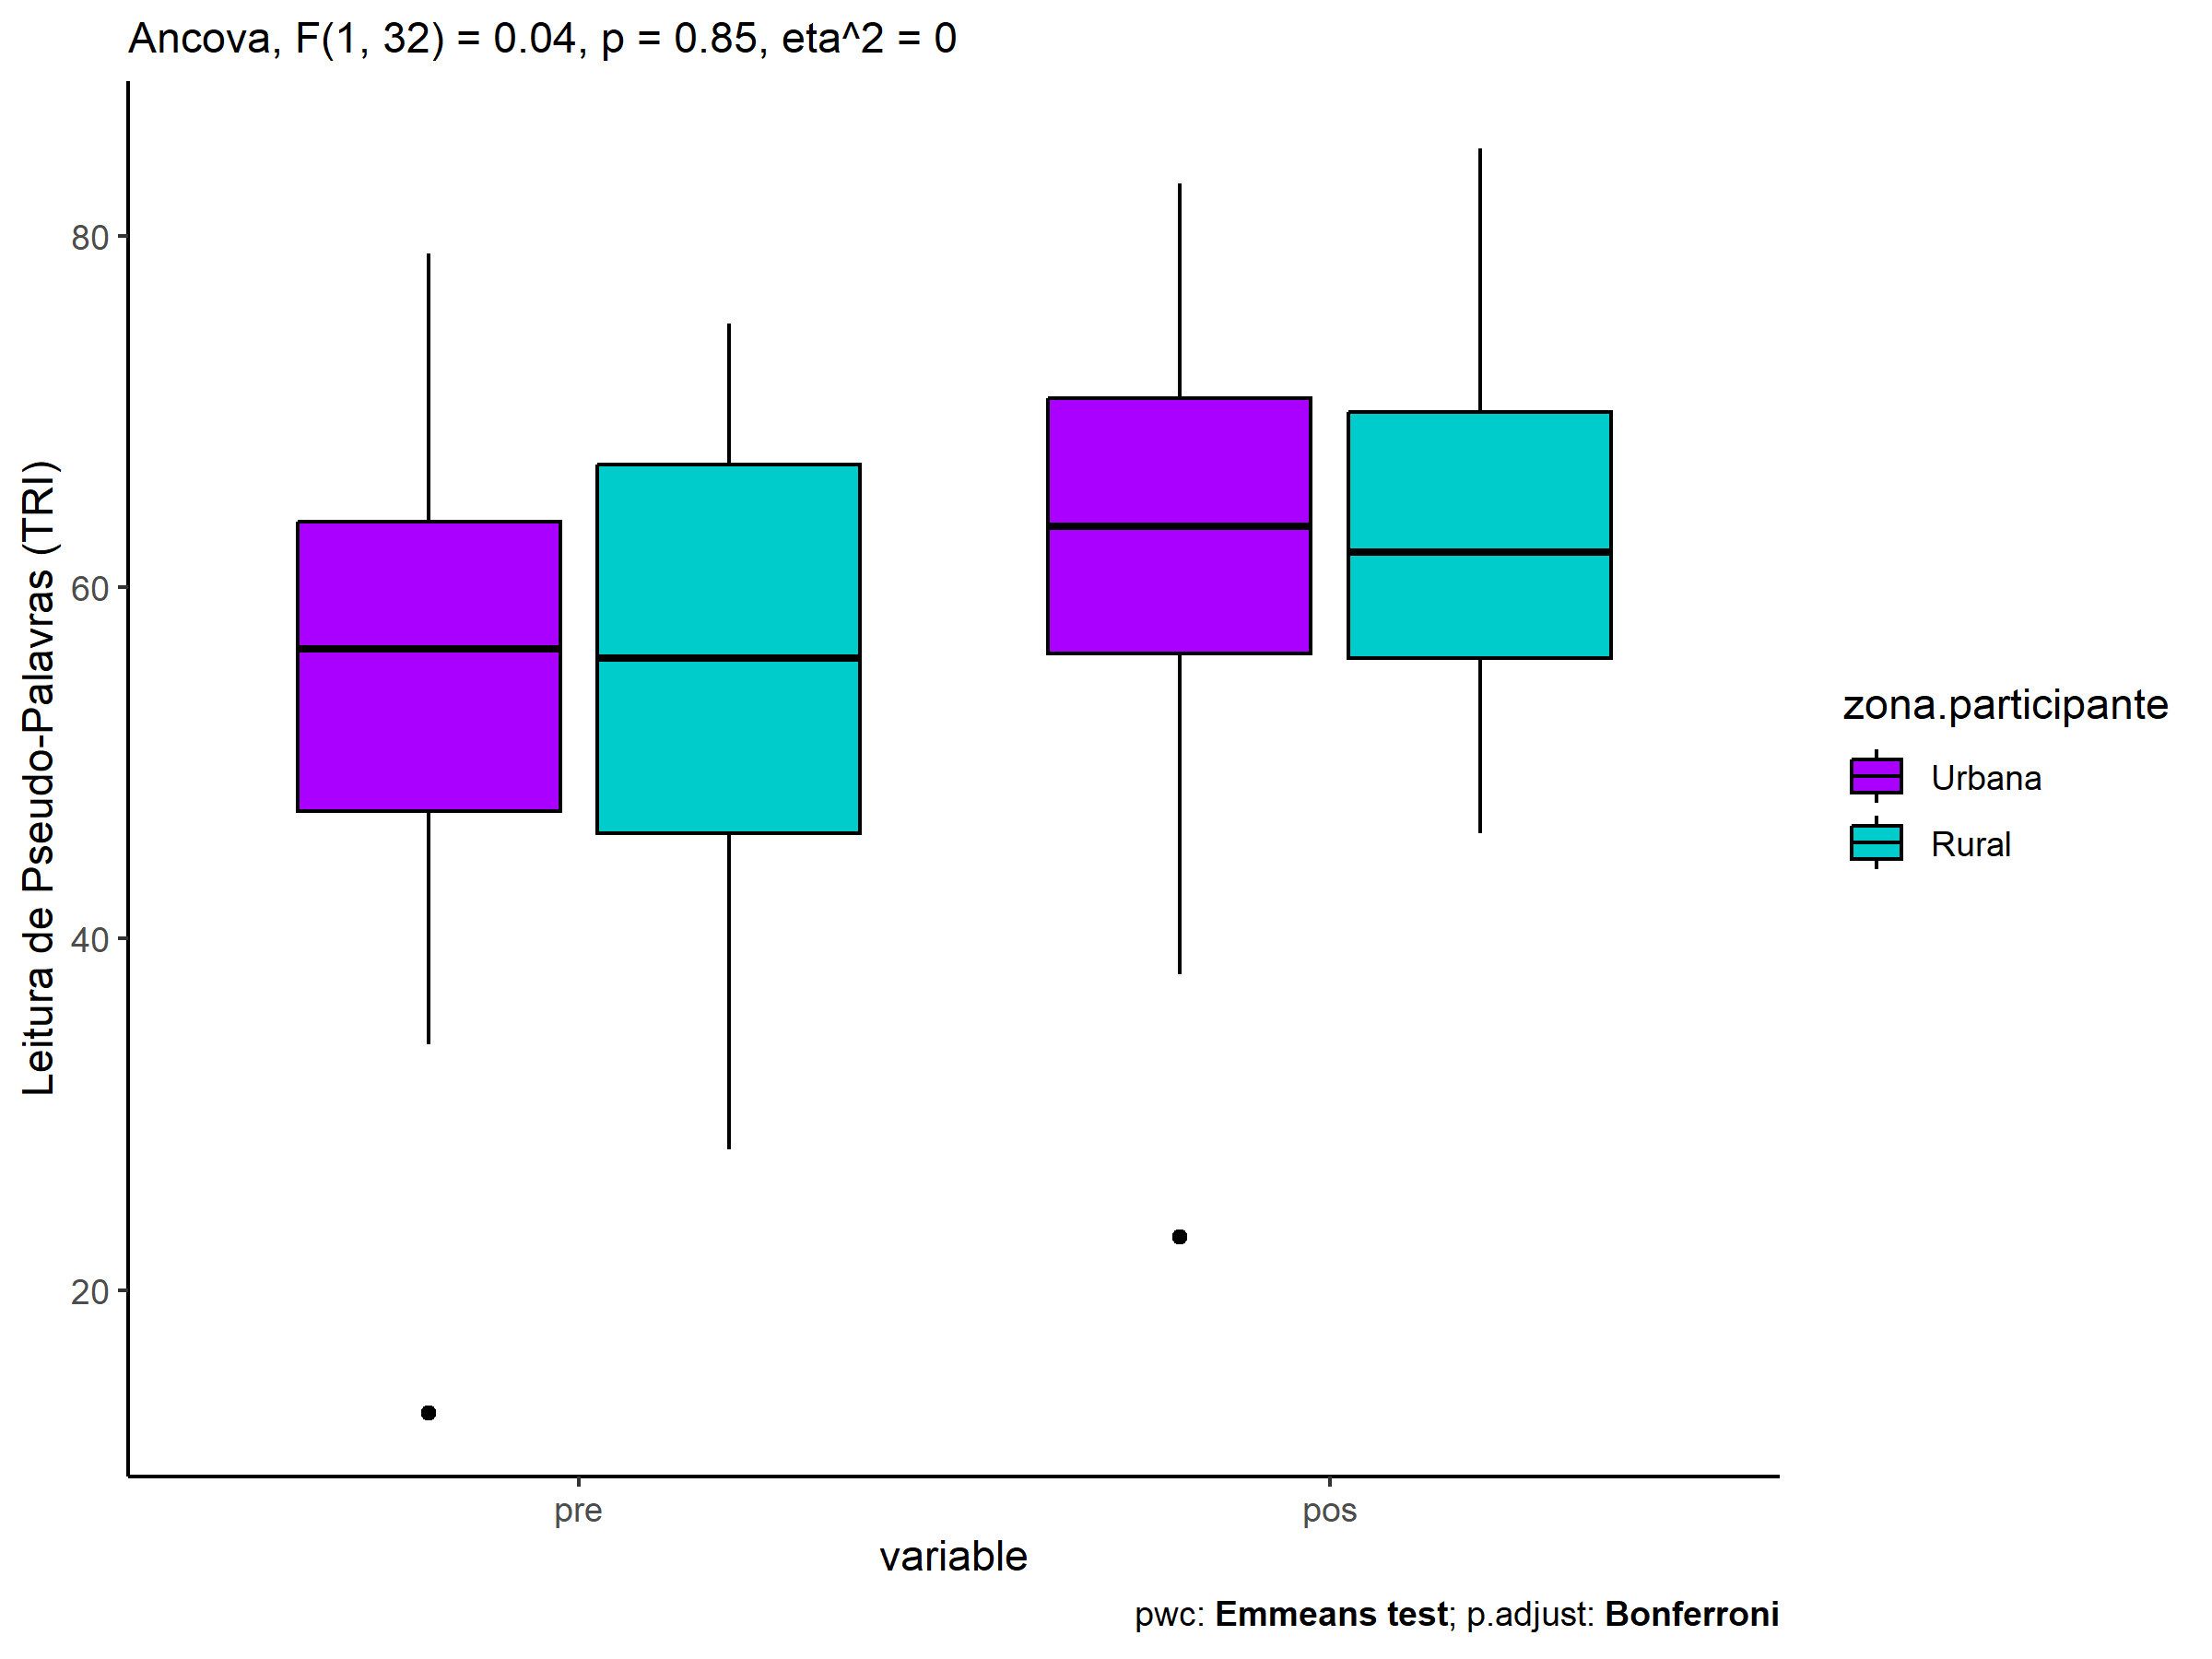 Ancova, F(1, 32) = 0.04, p = 0.85, eta^2 = 0
Leitura de Pseudo-Palavras (TRI)
80
60
40
20
pre
pos
variable
zona.participante
Urbana
Rural
pwc: Emmeans test; p.adjust: Bonferroni